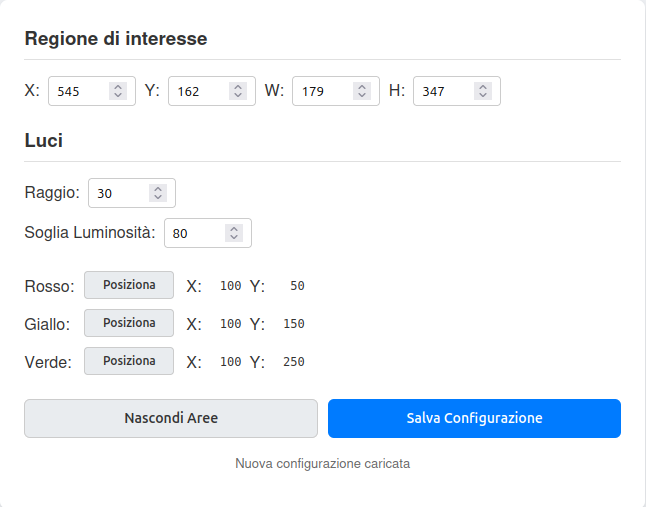 Regione di interesse
X: 545 Y: 162 W: 179 H: 347
Luci
Raggio: 30
Soglia Luminosità: 80
Rosso: Posiziona X: 100 Y: 50
Giallo: Posiziona X: 100 Y: 150
Verde: Posiziona X: 100 Y: 250
Nascondi Aree Salva Configurazione
Nuova configurazione caricata